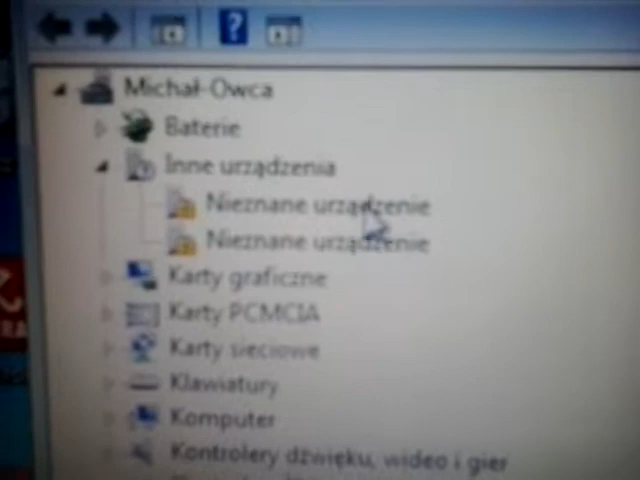 Michał-Owca
Baterie
Inne urządzenia
Nieznane urządzenie
Nieznane urządzenie
Karty graficzne
Karty PCMCIA
Karty sieciowe
Klawiatury
Komputer
Kontrolery dźwięku, wideo i gier